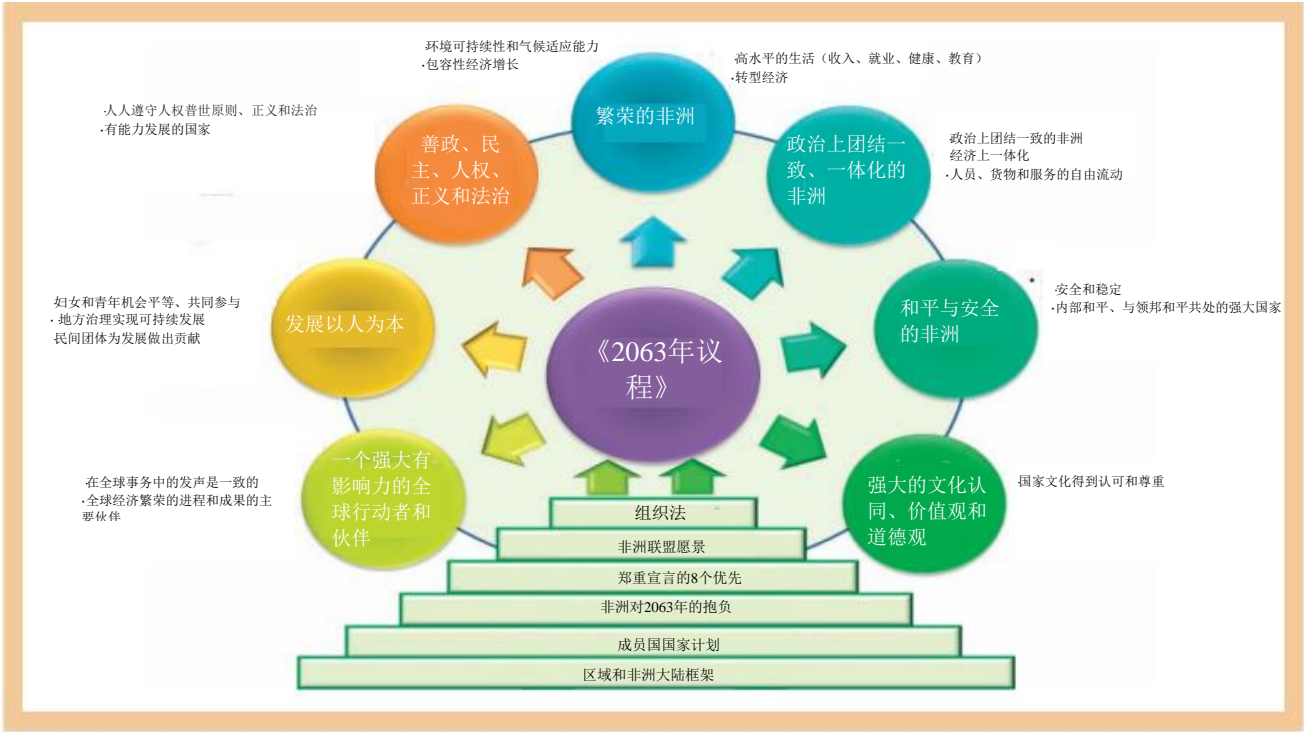 ·环境可持续性和气候适应能力
·包容性经济增长
·高水平的生活（收入、就业、健康、教育）
·转型经济
繁荣的非洲
·人人遵守人权普世原则、正义和法治
·有能力发展的国家
善政、民
主、人权、
正义和法治
政治上团结一
致、一体化的
非洲
·政治上团结一致的非洲
经济上一体化
·人员、货物和服务的自由流动
·妇女和青年机会平等、共同参与
· 地方治理实现可持续发展
·民间团体为发展做出贡献
发展以人为本
《2063年议
程》
和平与安全
的非洲
·安全和稳定
·内部和平、与领邦和平共处的强大国家
·在全球事务中的发声是一致的
·全球经济繁荣的进程和成果的主
要伙伴
一个强大有
影响力的全
球行动者和
伙伴
强大的文化认
同、价值观和
道德观
·国家文化得到认可和尊重
组织法
非洲联盟愿景
郑重宣言的8个优先
非洲对2063年的抱负
成员国国家计划
区域和非洲大陆框架